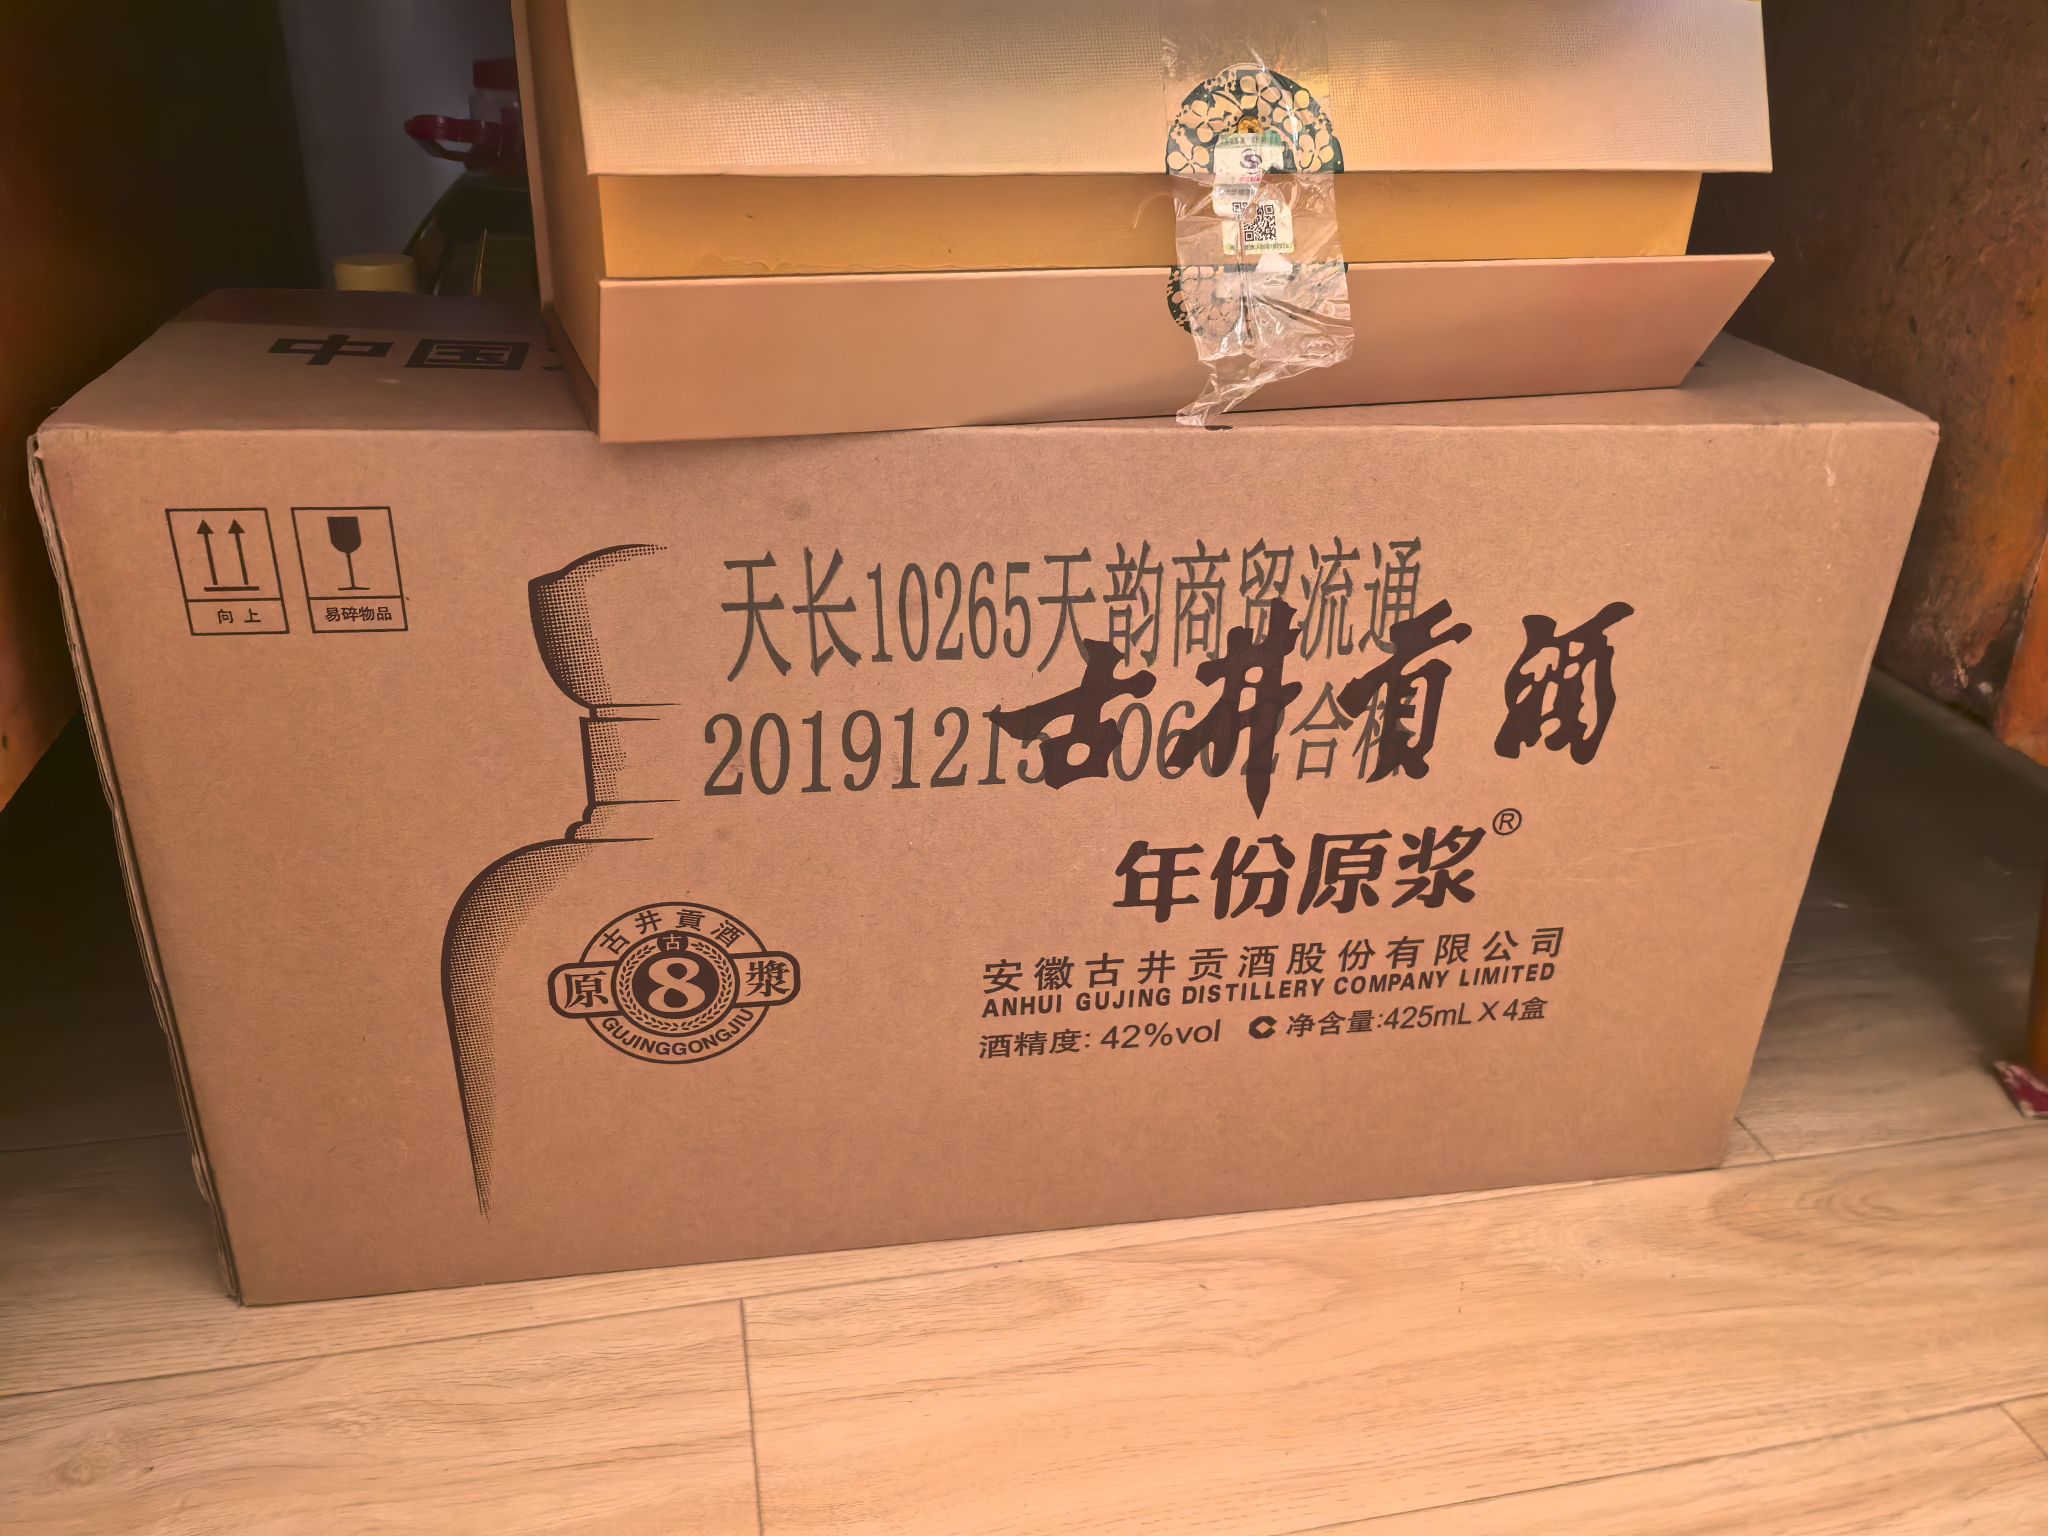 中国
向上
易碎物品
天长10265天韵商贸流通
20191215
合格
古井贡酒
年份原浆®
古井貢酒
古
原8漿
GUJINGGONGJIU
安徽古井贡酒股份有限公司
ANHUI GUJING DISTILLERY COMPANY LIMITED
酒精度: 42%vol C 净含量:425mL X 4盒